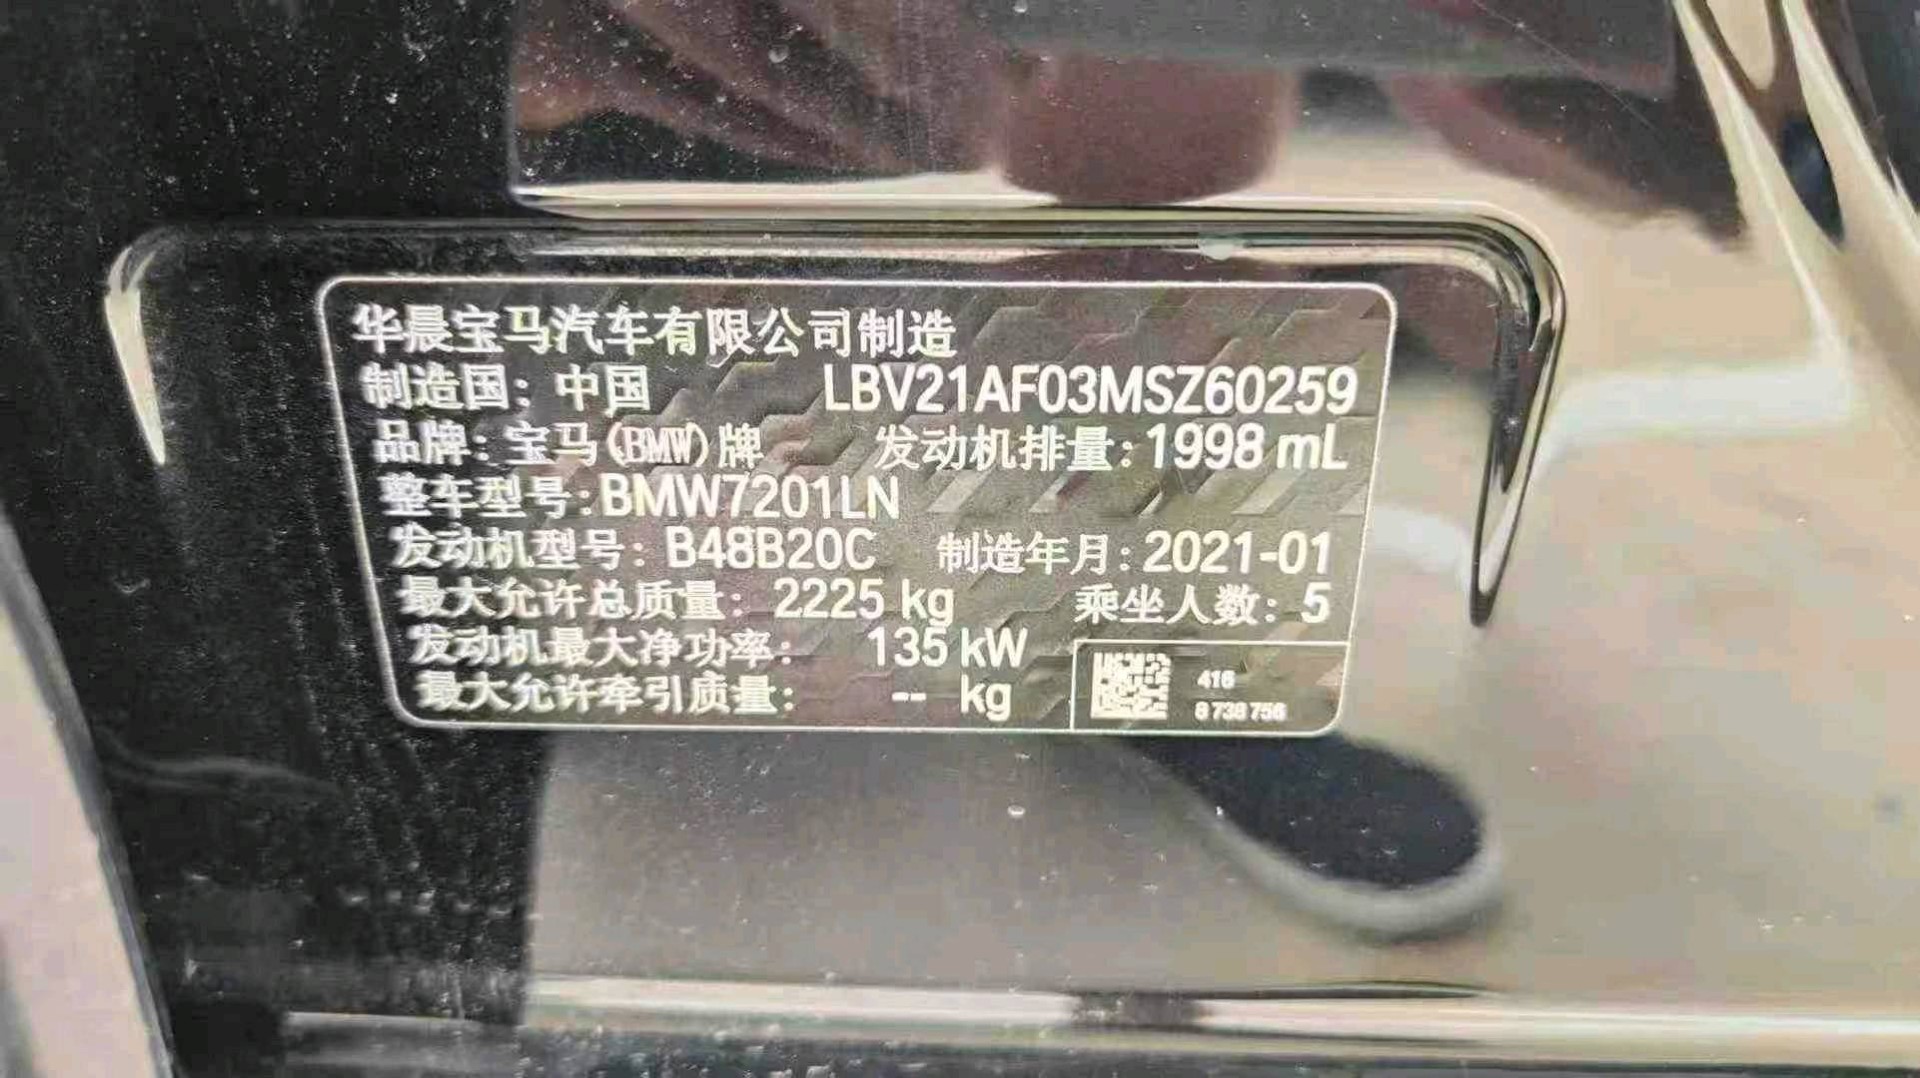 华晨宝马汽车有限公司制造
制造国：中国 LBV21AF03MSZ60259
品牌：宝马(BMW)牌 发动机排量：1998 mL
整车型号：BMW7201LN
发动机型号：B48B20C 制造年月：2021-01
最大允许总质量：2225 kg 乘坐人数：5
发动机最大净功率：135 kW
最大允许牵引质量：-- kg
416
8 738 756